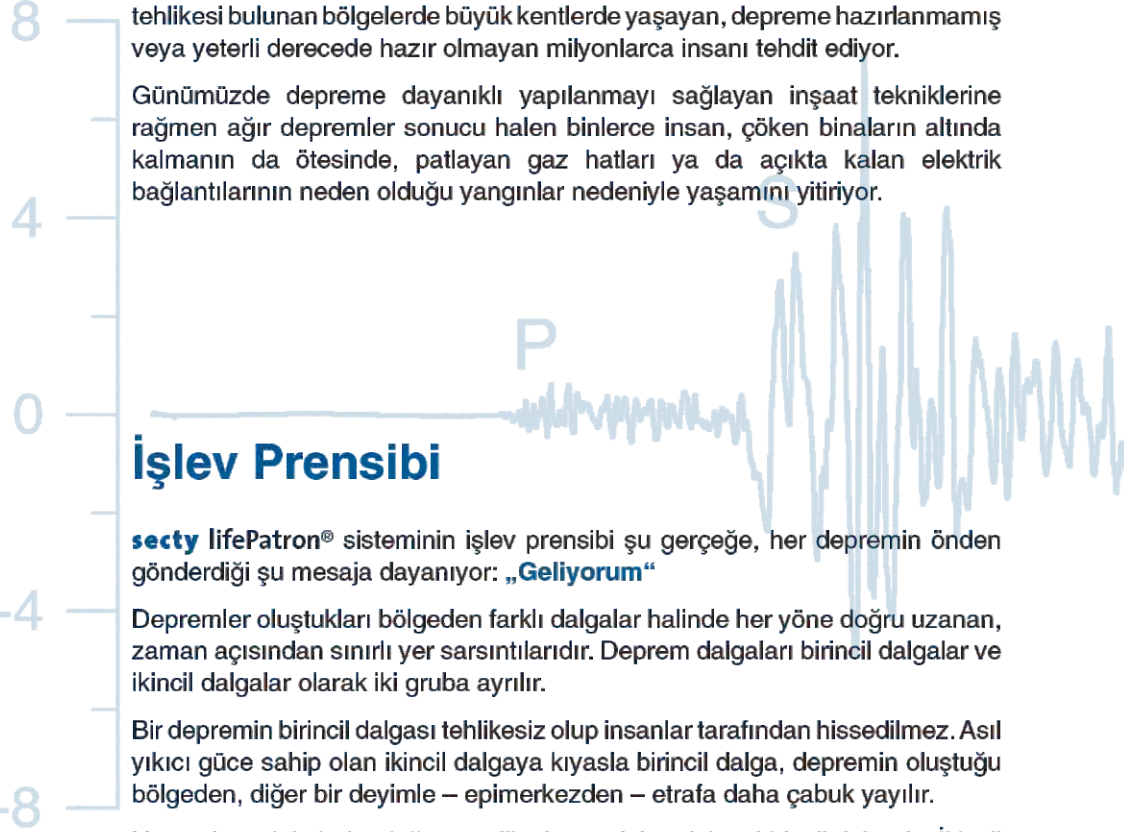 tehlikesi bulunan bölgelerde büyük kentlerde yaşayan, depreme hazırlanmamış
veya yeterli derecede hazır olmayan milyonlarca insanı tehdit ediyor.
Günümüzde depreme dayanıklı yapılanmayı sağlayan inşaat tekniklerine
rağmen ağır depremler sonucu halen binlerce insan, çöken binaların altında
kalmanın da ötesinde, patlayan gaz hatları ya da açıkta kalan elektrik
bağlantılarının neden olduğu yangınlar nedeniyle yaşamını yitiriyor.
8
4
0
-4
-8
S
P
İşlev Prensibi
secty lifePatron® sisteminin işlev prensibi şu gerçeğe, her depremin önden
gönderdiği şu mesaja dayanıyor: „Geliyorum“
Depremler oluştukları bölgeden farklı dalgalar halinde her yöne doğru uzanan,
zaman açısından sınırlı yer sarsıntılarıdır. Deprem dalgaları birincil dalgalar ve
ikincil dalgalar olarak iki gruba ayrılır.
Bir depremin birincil dalgası tehlikesiz olup insanlar tarafından hissedilmez. Asıl
yıkıcı güce sahip olan ikincil dalgaya kıyasla birincil dalga, depremin oluştuğu
bölgeden, diğer bir deyimle – epimerkezden – etrafa daha çabuk yayılır.